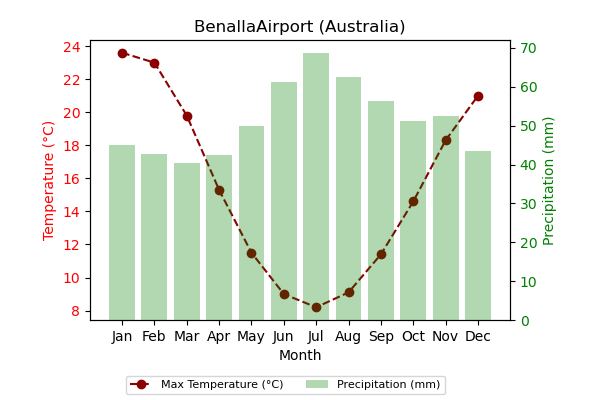 BenallaAirport (Australia)
Temperature (°C)
24
22
20
18
16
14
12
10
8
70
60
50
40
30
20
10
0
Precipitation (mm)
Jan Feb Mar Apr May Jun Jul Aug Sep Oct Nov Dec
Month
Max Temperature (°C) Precipitation (mm)